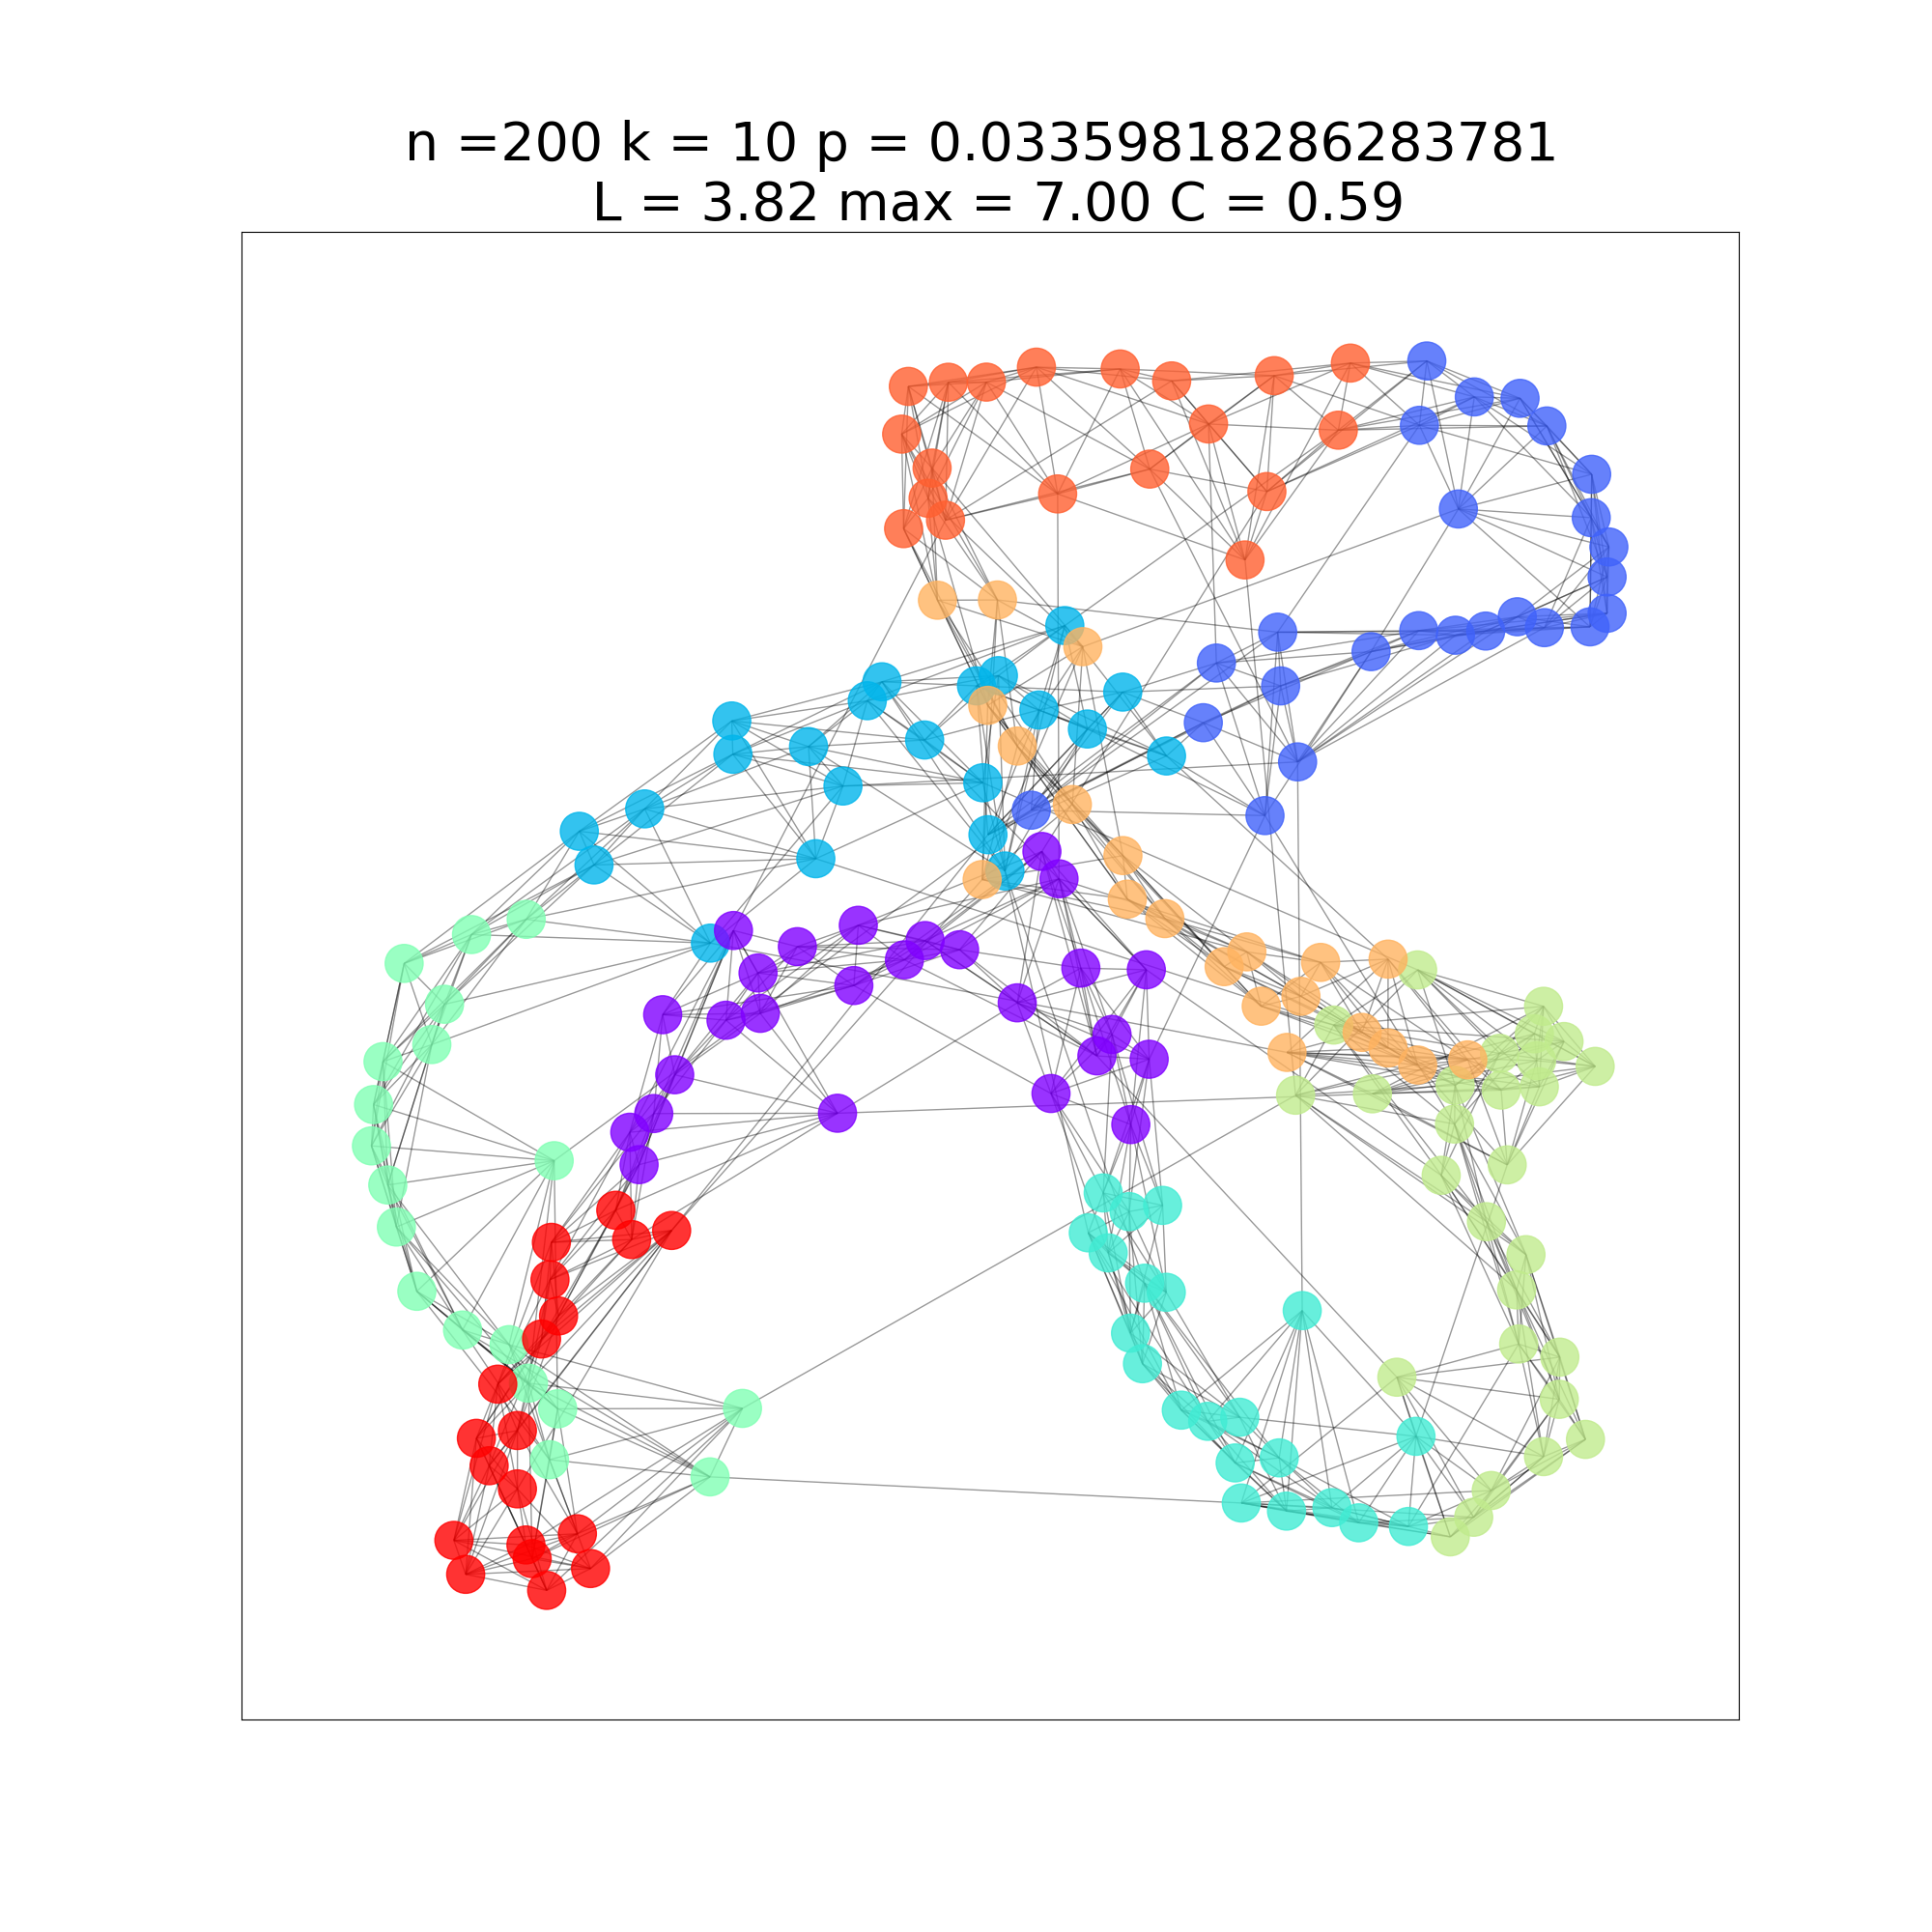 n =200 k = 10 p = 0.03359818286283781
L = 3.82 max = 7.00 C = 0.59